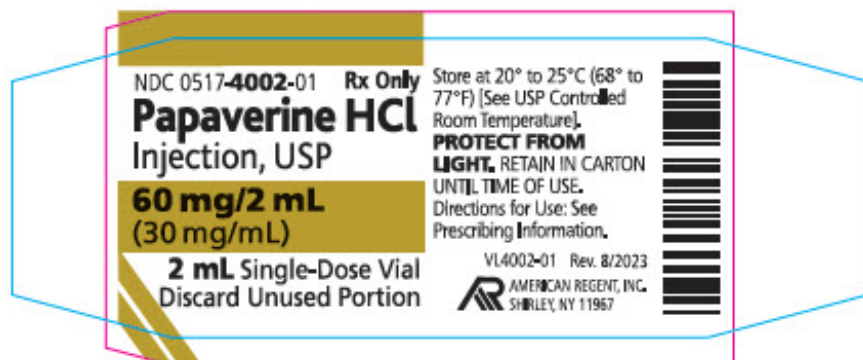 NDC 0517-4002-01 Rx Only
Papaverine HCl
Injection, USP
60 mg/2 mL
(30 mg/mL)
2 mL Single-Dose Vial
Discard Unused Portion
Store at 20° to 25°C (68° to
77°F) [See USP Controlled
Room Temperature].
PROTECT FROM
LIGHT. RETAIN IN CARTON
UNTIL TIME OF USE.
Directions for Use: See
Prescribing Information.
VL4002-01 Rev. 8/2023
AMERICAN REGENT, INC.
SHIRLEY, NY 11967